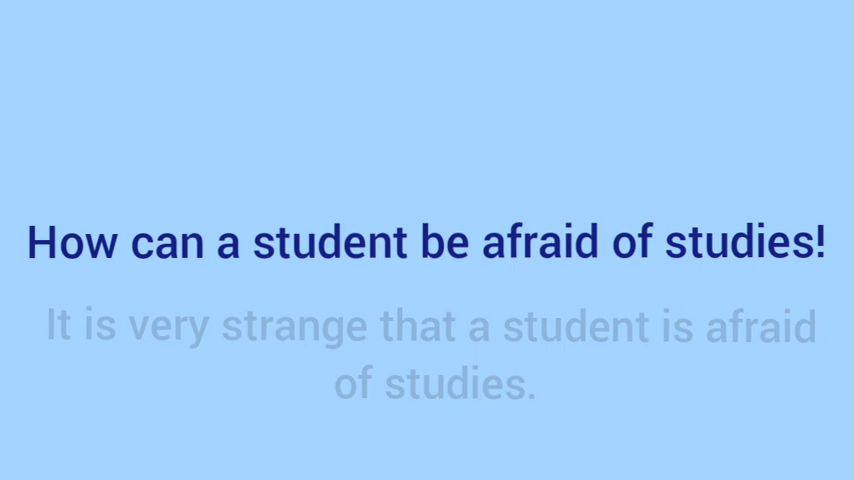 How can a student be afraid of studies!
It is very strange that a student is afraid
of studies.